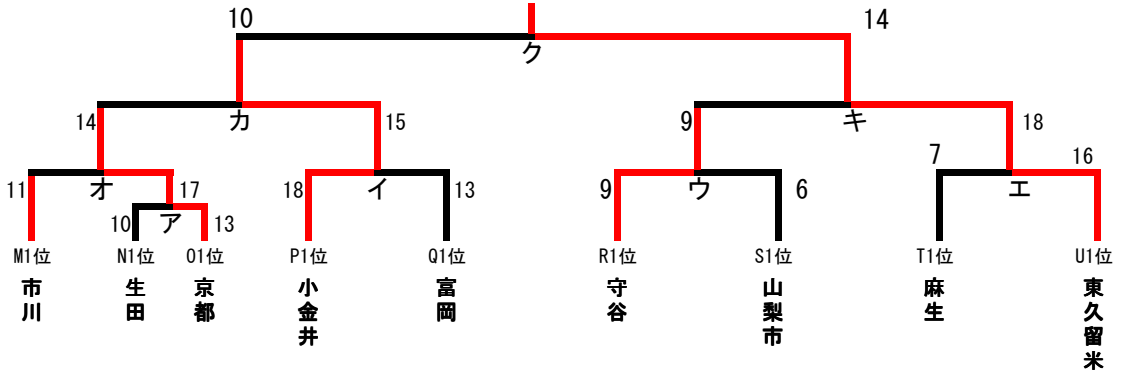 10 14
ク
14 カ 15 9 キ 18
11 オ 17 18 イ 13 9 ウ 6 7 エ 16
10 ア 13
M1位 N1位 O1位 P1位 Q1位 R1位 S1位 T1位 U1位
市川 生田 京都 小金井 富岡 守谷 山梨市 麻生 東久留米